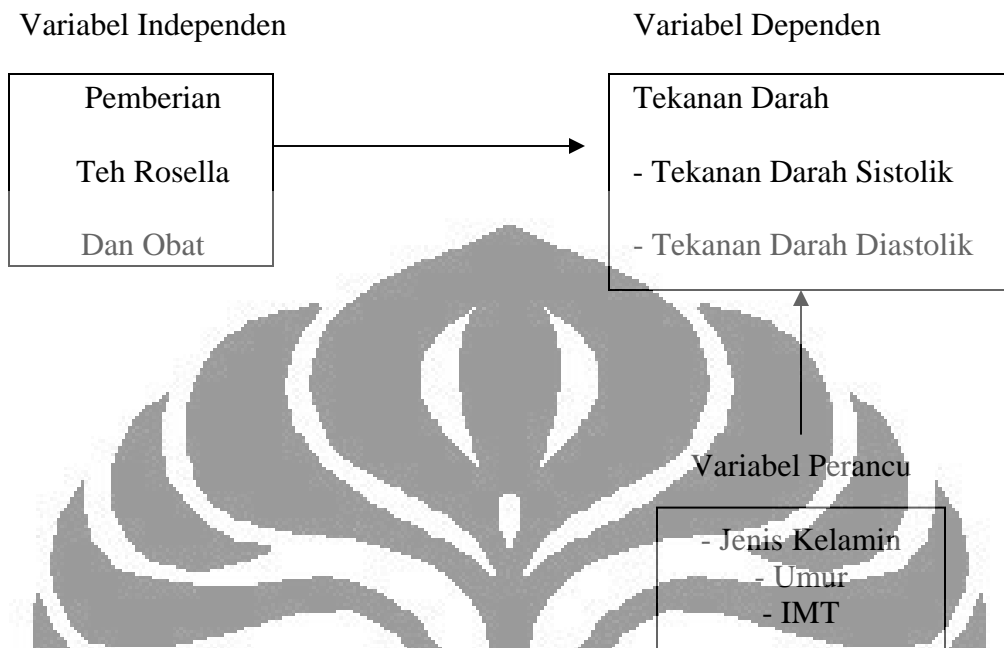 Variabel Independen
Variabel Dependen
Pemberian
Teh Rosella
Dan Obat
Tekanan Darah
- Tekanan Darah Sistolik
- Tekanan Darah Diastolik
Variabel Perancu
- Jenis Kelamin
- Umur
- IMT